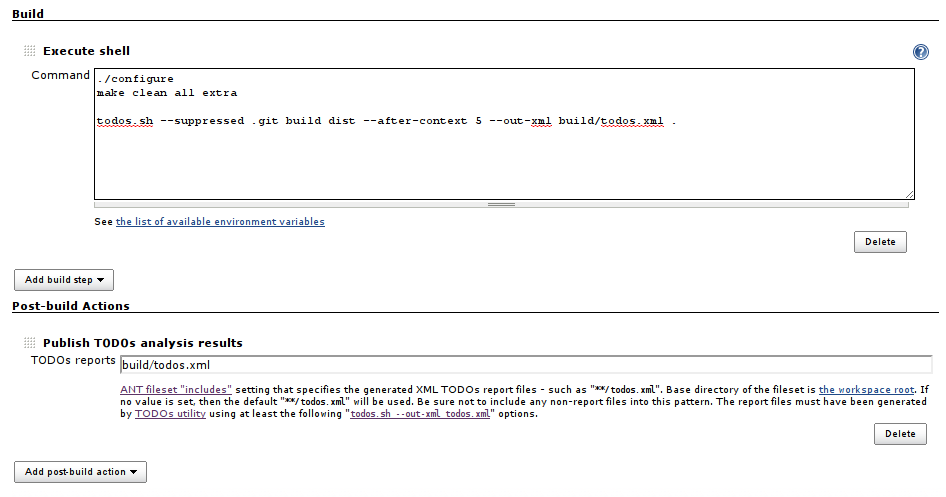 Build
Execute shell
Command
./configure
make clean all extra
todos.sh --suppressed .git build dist --after-context 5 --out-xml build/todos.xml .
See the list of available environment variables
Delete
Add build step
Post-build Actions
Publish TODOs analysis results
TODOs reports build/todos.xml
ANT fileset "includes" setting that specifies the generated XML TODOs report files - such as "**/todos.xml". Base directory of the fileset is the workspace root. If
no value is set, then the default "**/todos.xml" will be used. Be sure not to include any non-report files into this pattern. The report files must have been generated
by TODOs utility using at least the following "todos.sh --out-xml todos.xml" options.
Delete
Add post-build action